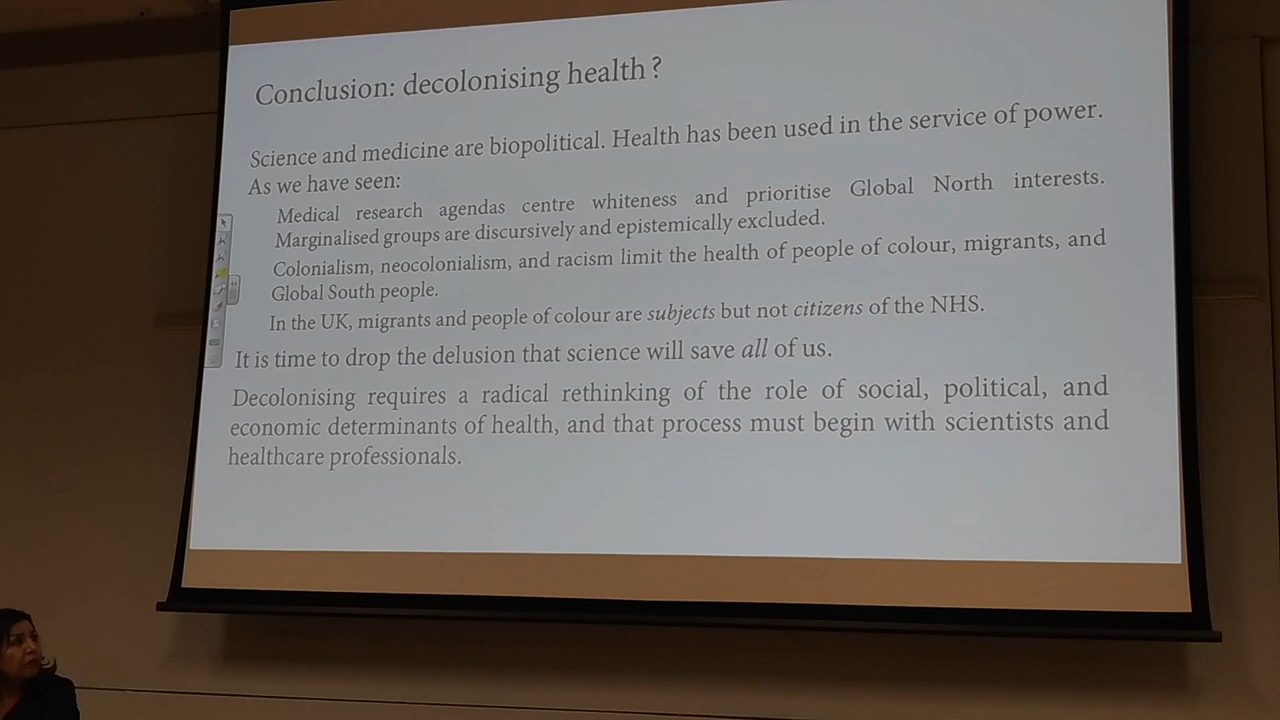 Conclusion: decolonising health?
Science and medicine are biopolitical. Health has been used in the service of power.
As we have seen:
Medical research agendas centre whiteness and prioritise Global North interests.
Marginalised groups are discursively and epistemically excluded.
Colonialism, neocolonialism, and racism limit the health of people of colour, migrants, and
Global South people.
In the UK, migrants and people of colour are subjects but not citizens of the NHS.
It is time to drop the delusion that science will save all of us.
Decolonising requires a radical rethinking of the role of social, political, and
economic determinants of health, and that process must begin with scientists and
healthcare professionals.